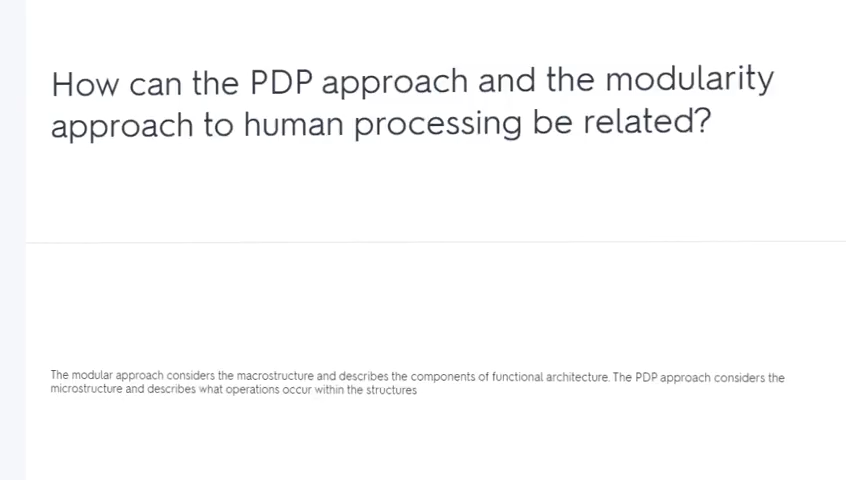 How can the PDP approach and the modularity
approach to human processing be related?
The modular approach considers the macrostructure and describes the components of functional architecture. The PDP approach considers the
microstructure and describes what operations occur within the structures